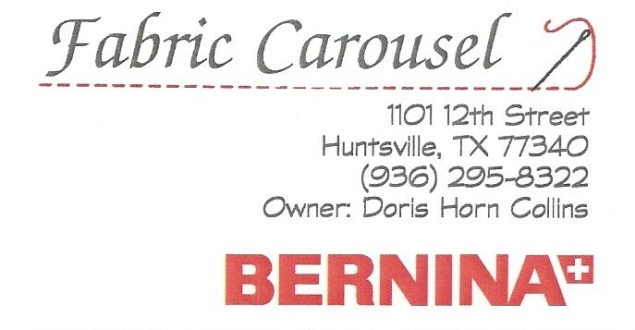 Fabric Carousel
1101 12th Street
Huntsville, TX 77340
(936) 295-8322
Owner: Doris Horn Collins
BERNINA+